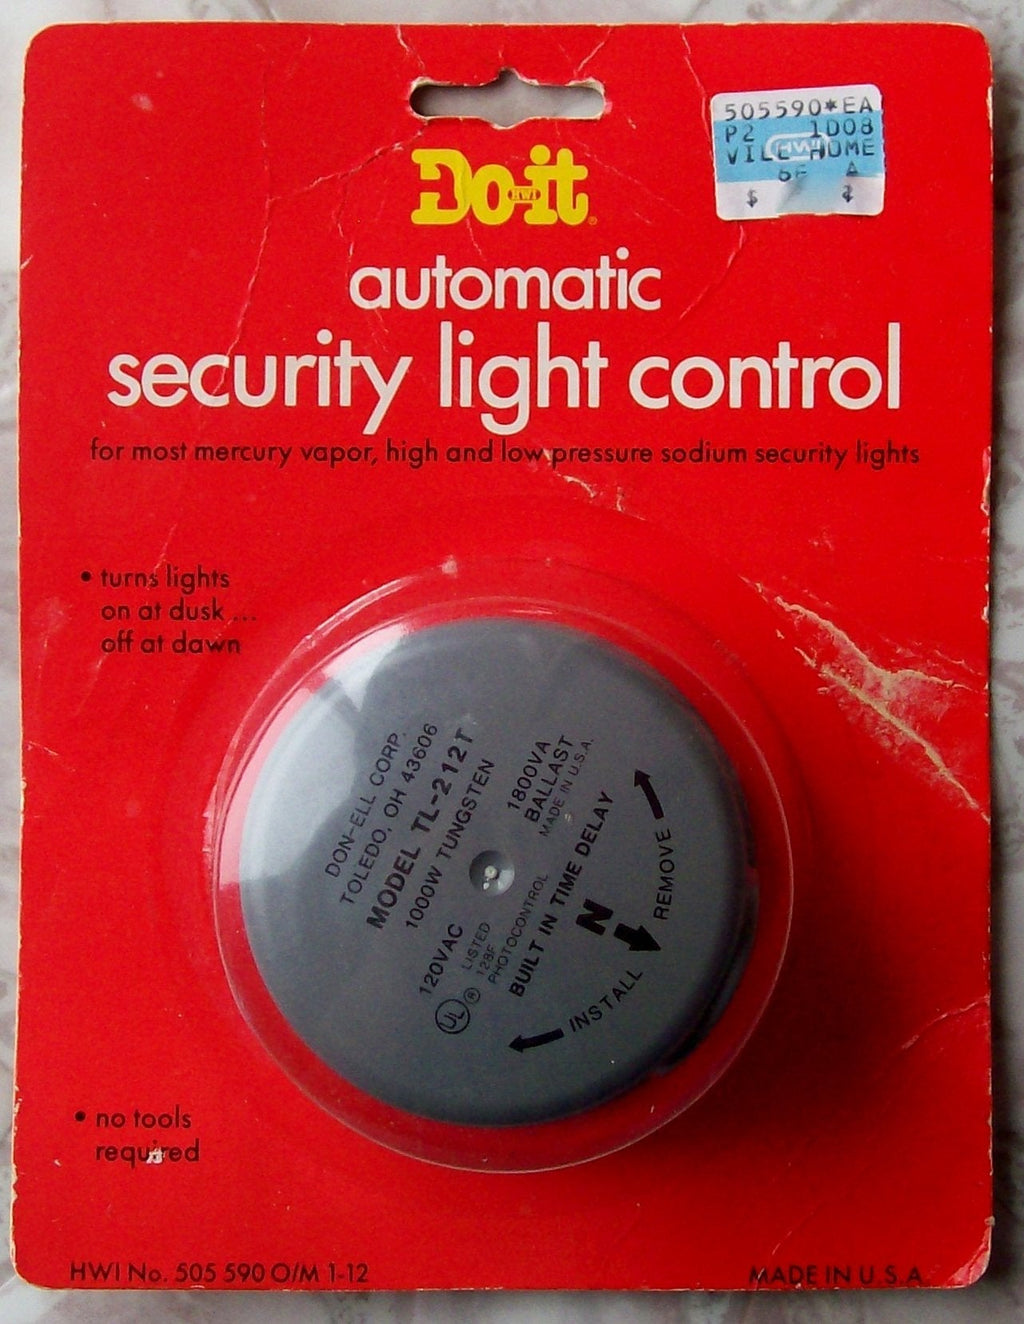 505590*EA
P2 1D08
HWI
HOME
$
Do-it
HWI
automatic
security light control
for most mercury vapor, high and low pressure sodium security lights
• turns lights
on at dusk ...
off at dawn
DON-ELL CORP.
TOLEDO, OH 43606
MODEL TL-212T
1000W TUNGSTEN
120VAC
1800VA
BALLAST
MADE IN U.S.A.
UL ®
LISTED
128F
PHOTOCONTROL
BUILT IN TIME DELAY
N
REMOVE
INSTALL
• no tools
required
HWI No. 505 590 O/M 1-12
MADE IN U.S.A.